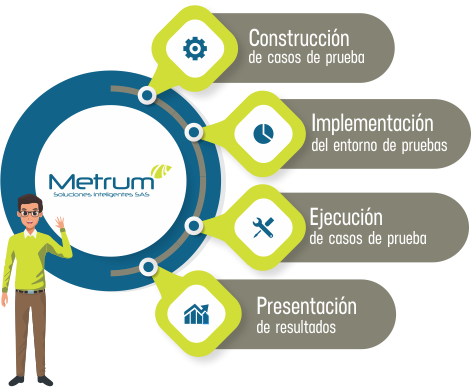 Construcción
de casos de prueba
Implementación
del entorno de pruebas
Metrum
Soluciones Inteligentes SAS
Ejecución
de casos de prueba
Presentación
de resultados